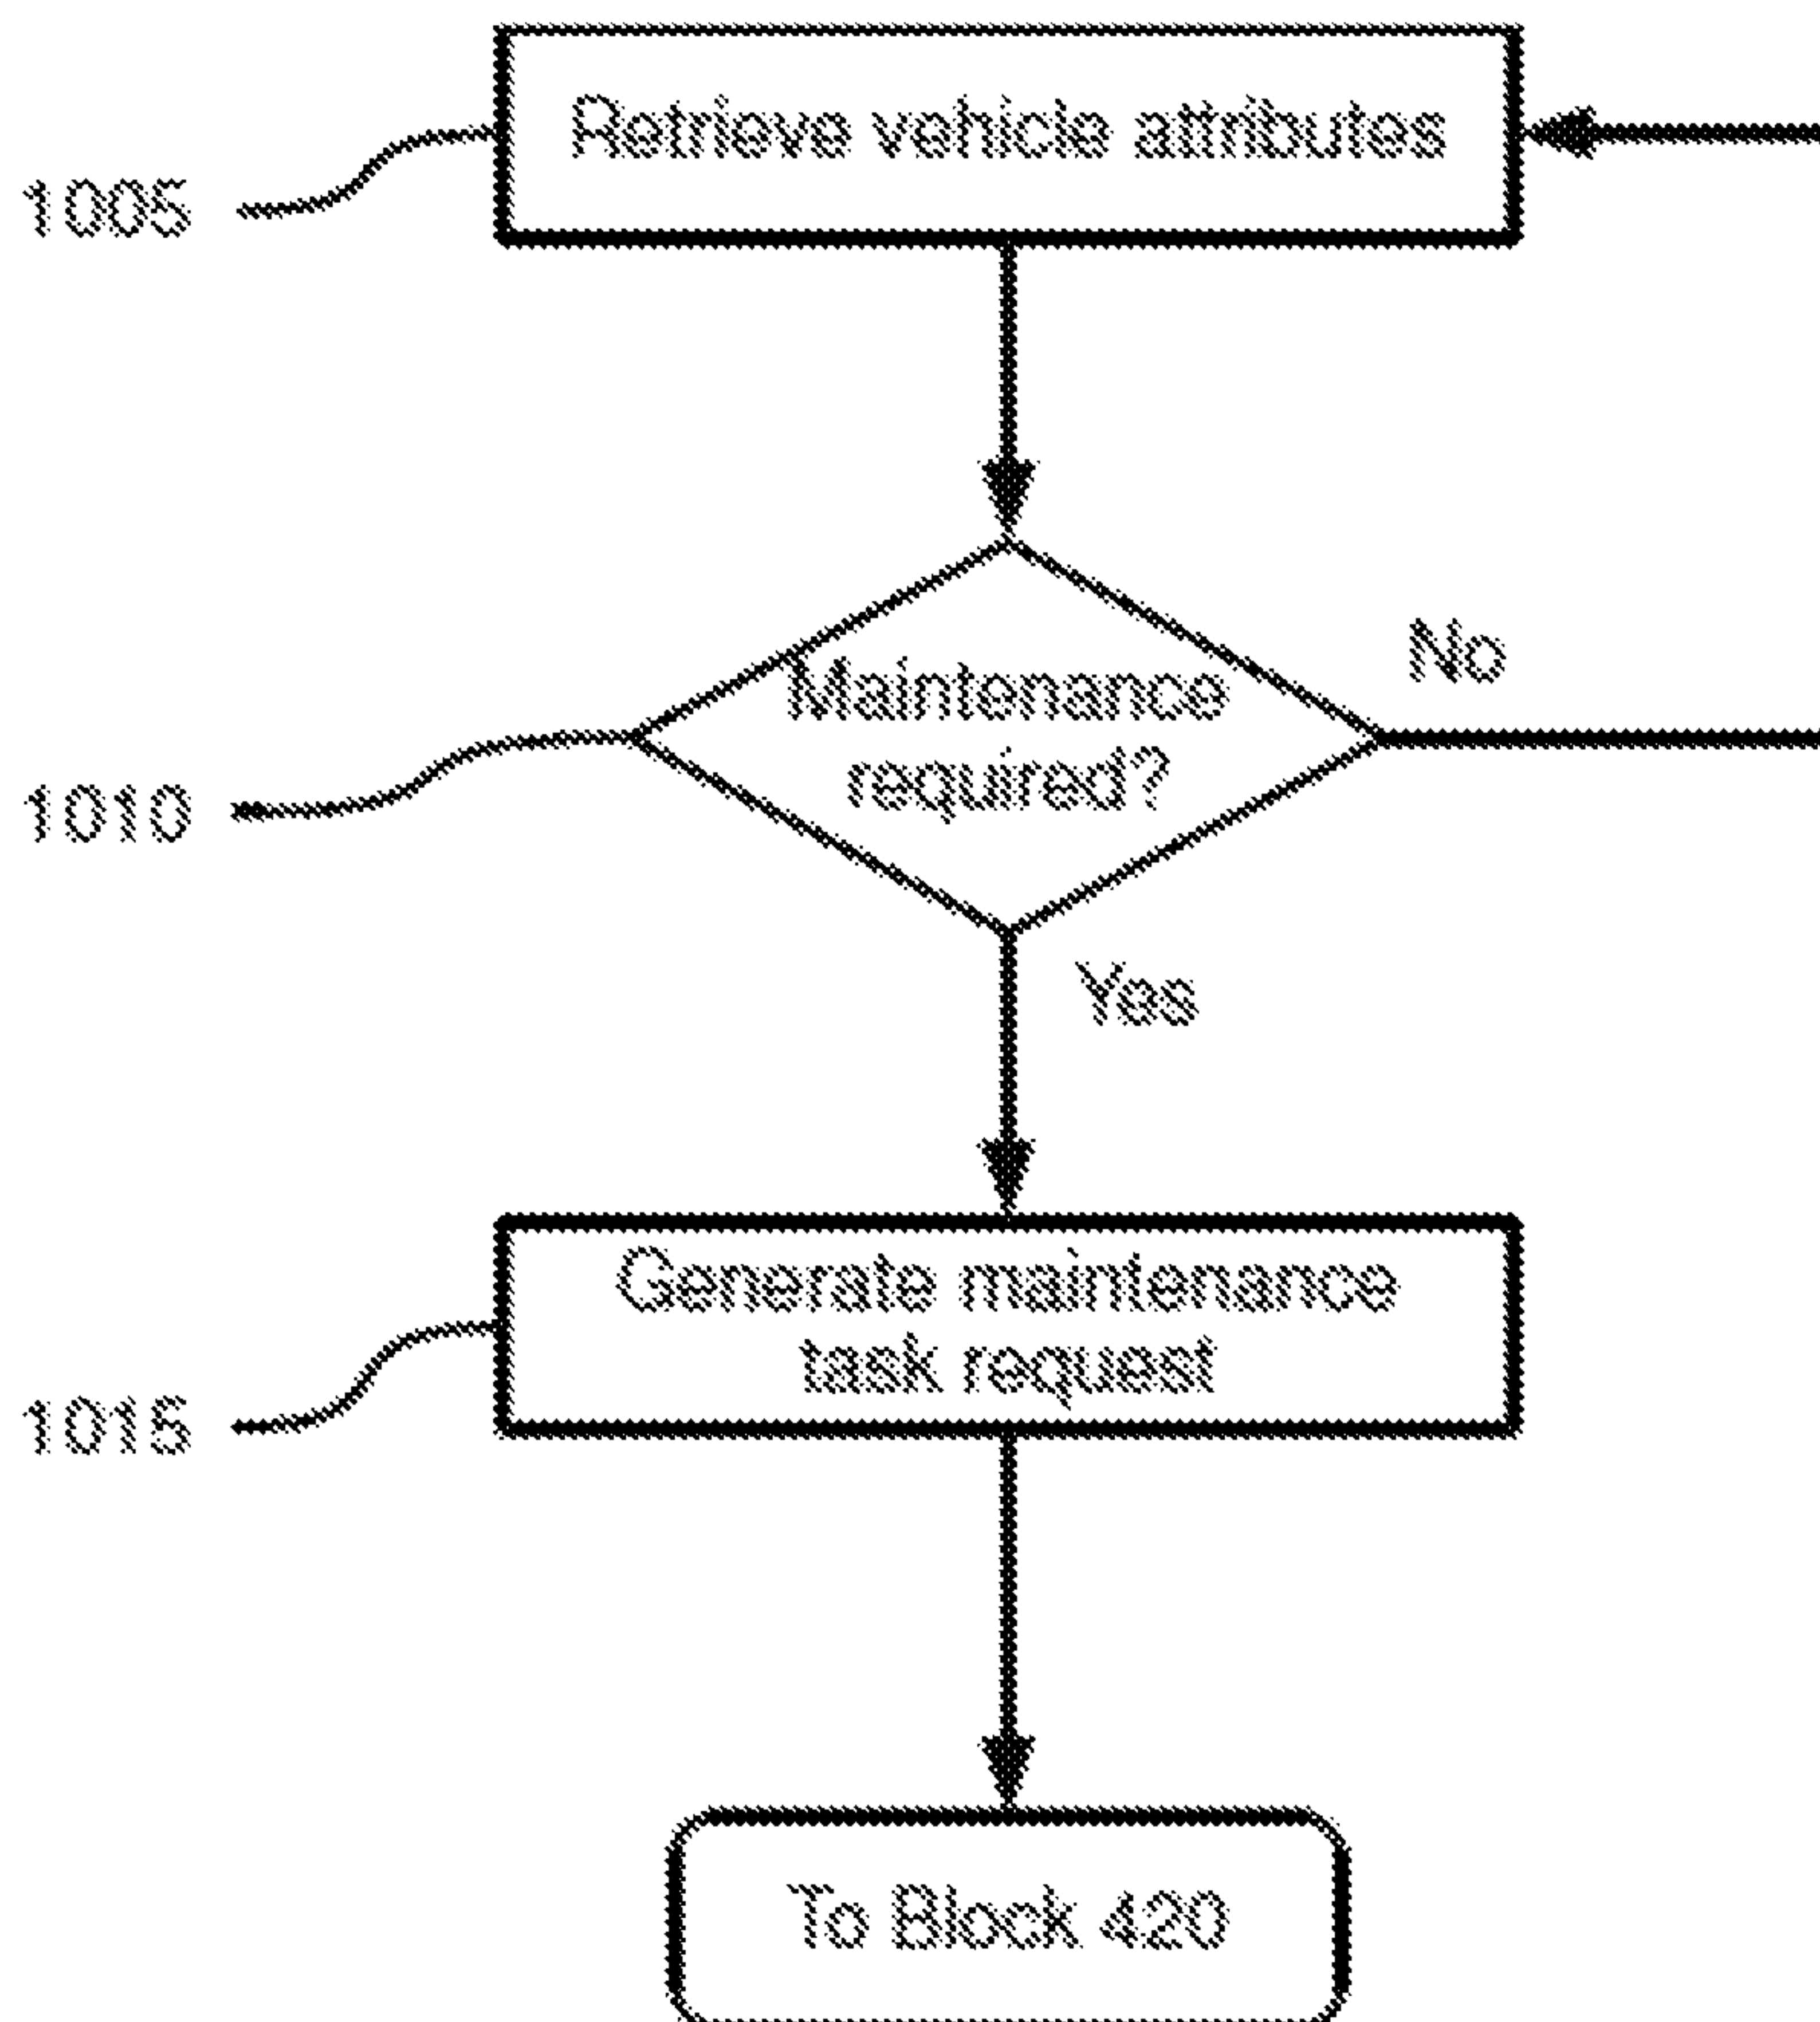 Retrieve vehicle attributes
1005
No
Maintenance
required?
1010
Yes
Generate maintenance
task request
1015
To Block 420